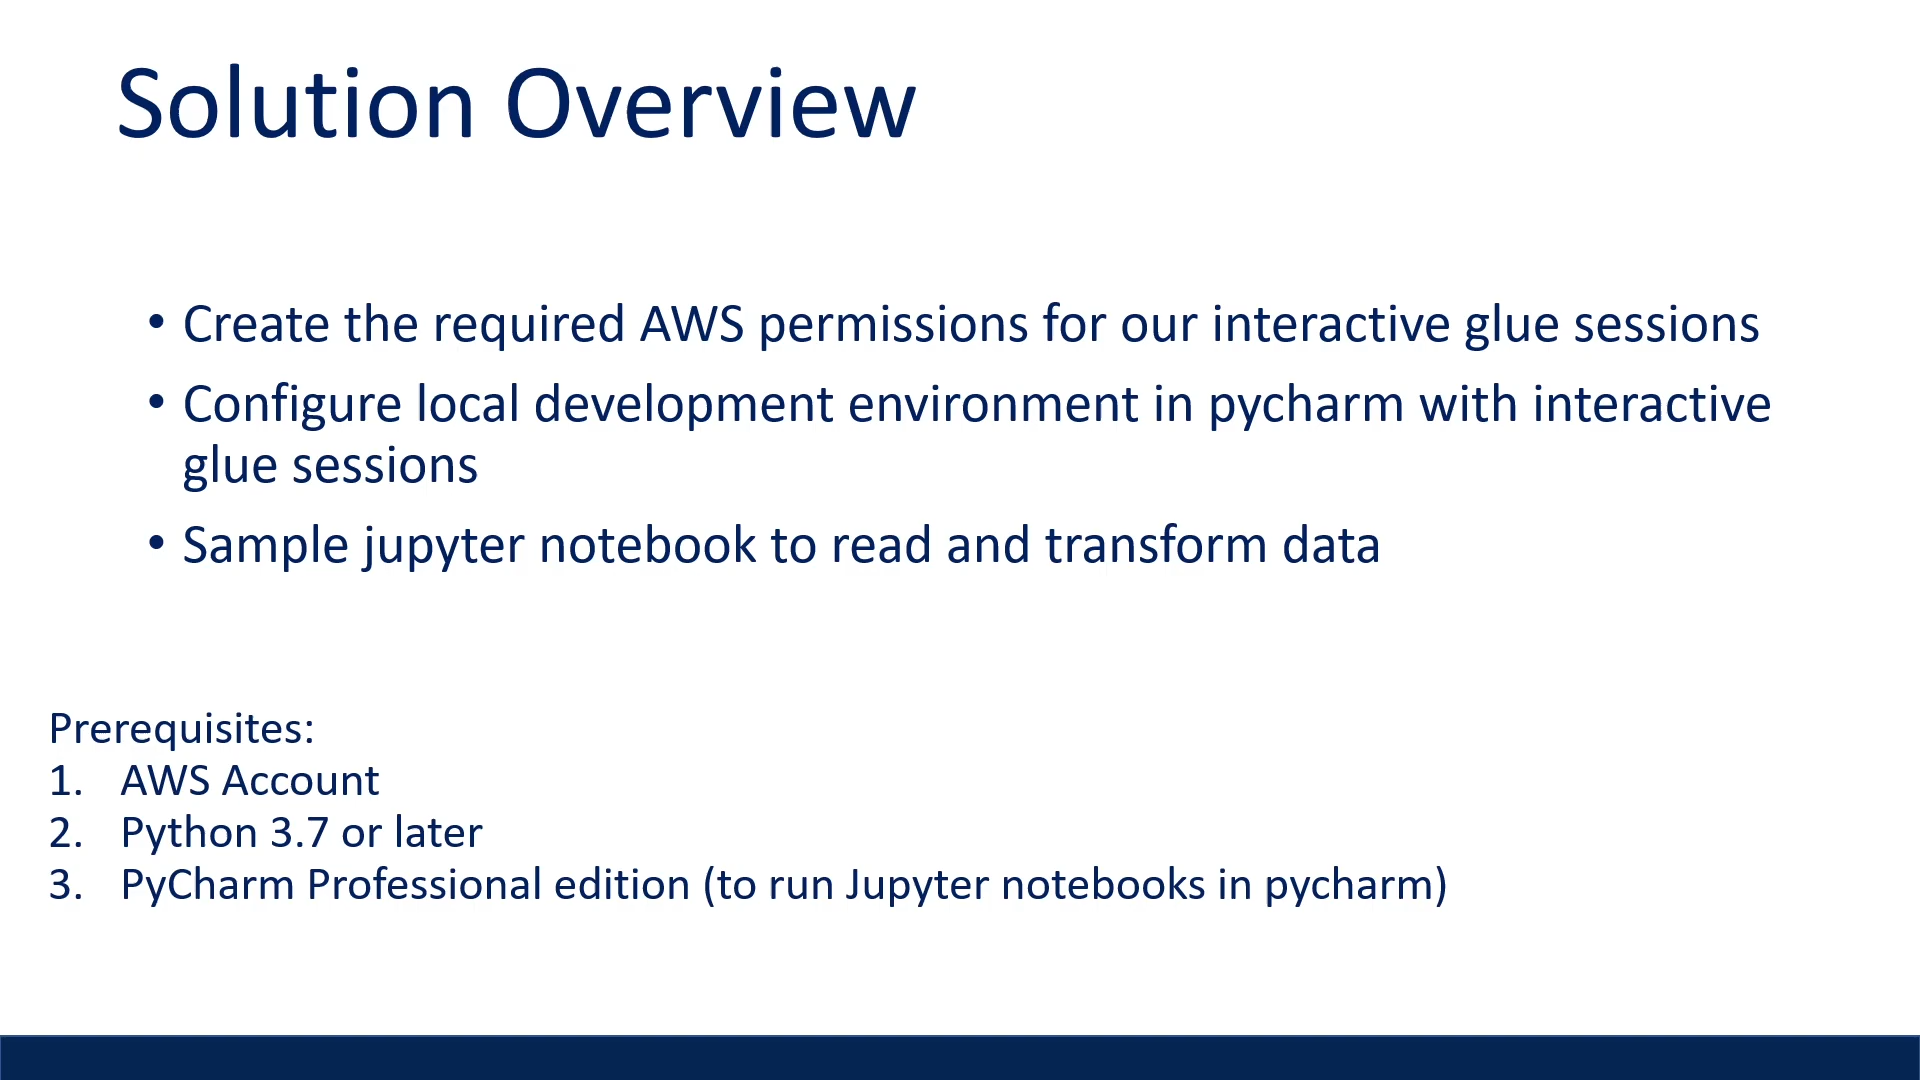 Solution Overview
• Create the required AWS permissions for our interactive glue sessions
• Configure local development environment in pycharm with interactive
glue sessions
• Sample jupyter notebook to read and transform data
Prerequisites:
1. AWS Account
2. Python 3.7 or later
3. PyCharm Professional edition (to run Jupyter notebooks in pycharm)